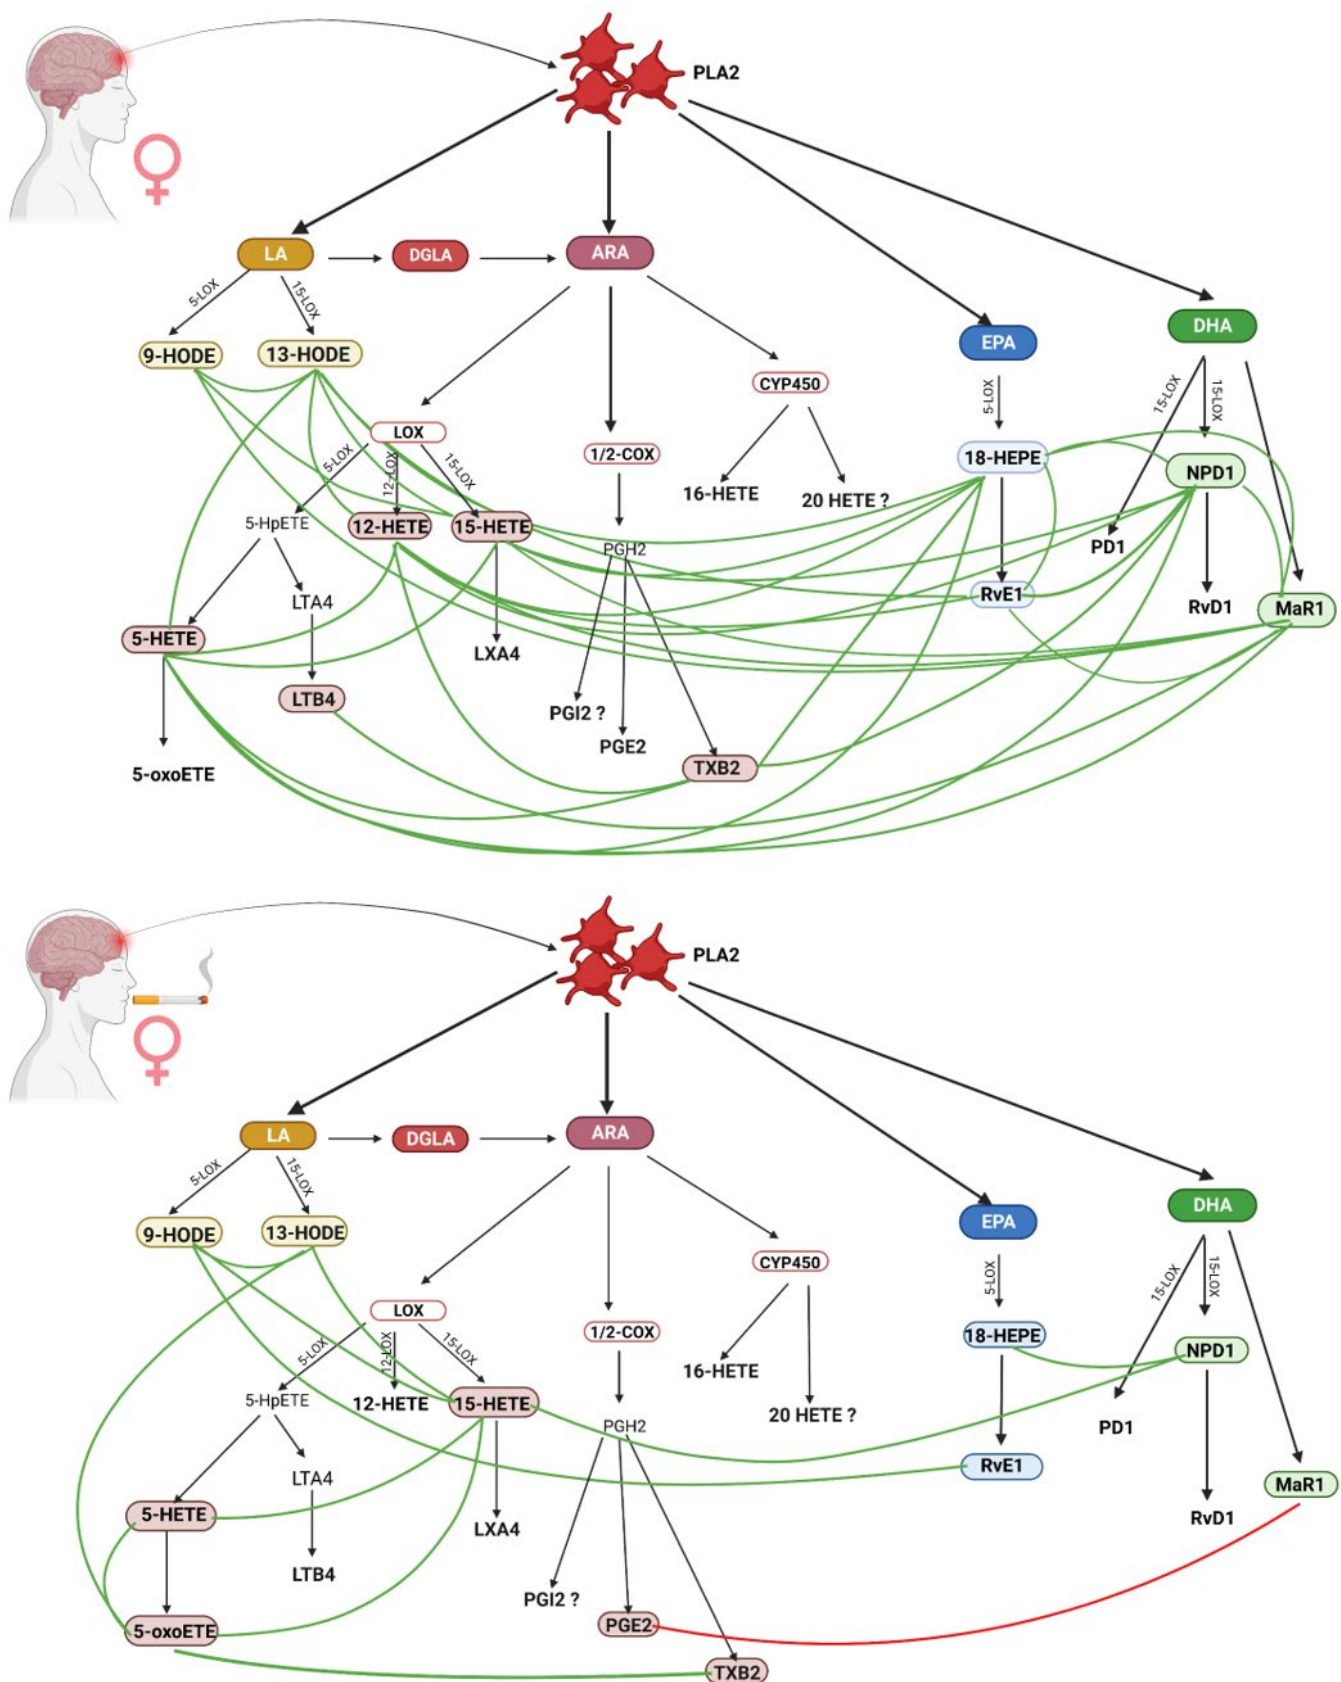 PLA2
LA
DGLA
ARA
5-LOX
15-LOX
DHA
EPA
9-HODE
13-HODE
CYP450
5-LOX
15-LOX
15-LOX
LOX
1/2-COX
18-HEPE
NPD1
5-LOX
12-LOX
15-LOX
16-HETE
20 HETE ?
5-HpETE
12-HETE
15-HETE
PGH2
PD1
LTA4
RvE1
RvD1
MaR1
5-HETE
LXA4
LTB4
PGI2 ?
PGE2
5-oxoETE
TXB2
PLA2
LA
DGLA
ARA
5-LOX
15-LOX
DHA
EPA
9-HODE
13-HODE
CYP450
5-LOX
15-LOX
15-LOX
LOX
1/2-COX
18-HEPE
NPD1
5-LOX
12-LOX
15-LOX
16-HETE
20 HETE ?
5-HpETE
12-HETE
15-HETE
PGH2
PD1
LTA4
RvE1
MaR1
5-HETE
LXA4
RvD1
LTB4
PGI2 ?
PGE2
5-oxoETE
TXB2